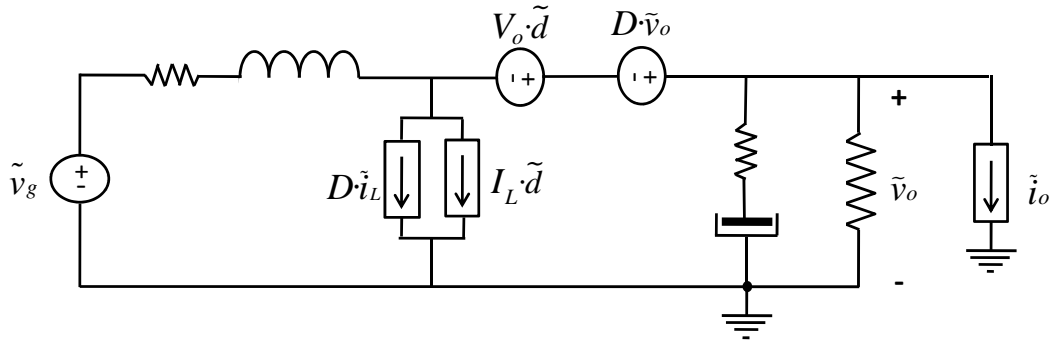 V_o·d̃
D·ṽ_o
+
-
+
-
+
+
-
ṽ_g
D·ĩ_L
I_L·d̃
ṽ_o
ĩ_o
-
+
-